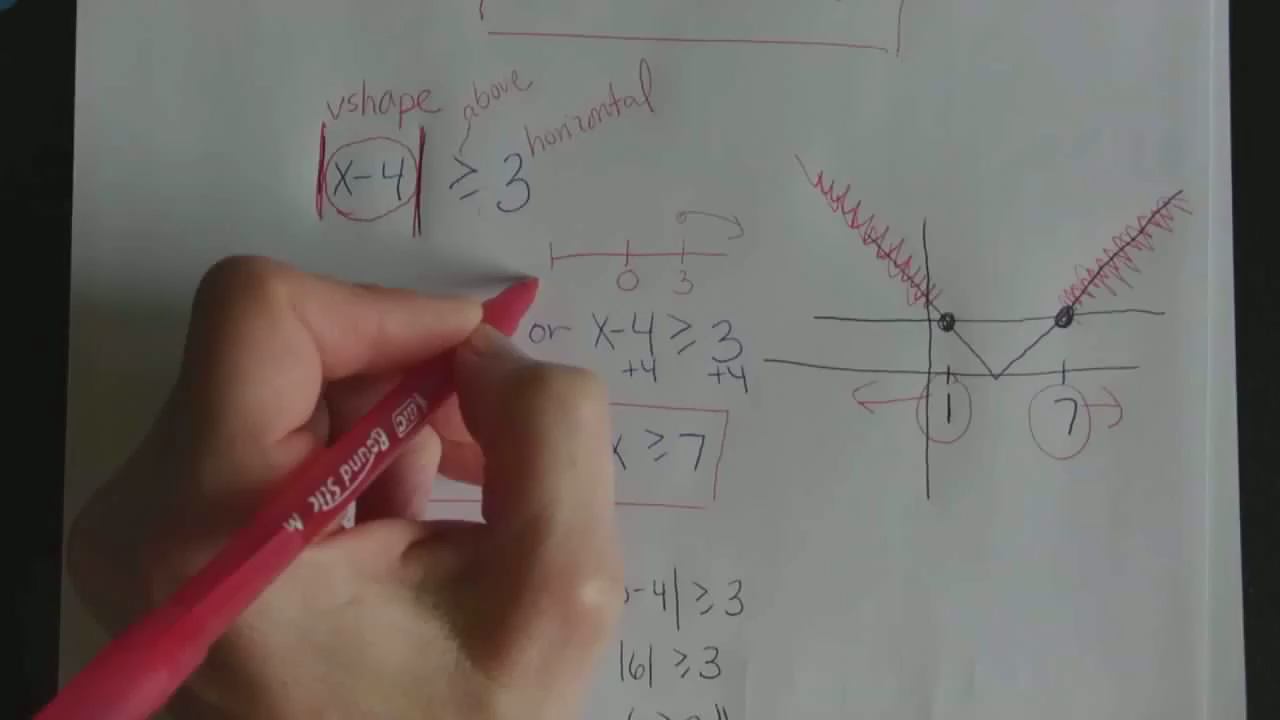 vshape above
|x-4| ≥ 3 horizontal
0 3
or x-4 ≥ 3
+4 +4
x ≥ 7
-4| ≥ 3
|6| ≥ 3
1 7
BIC Round Stic M